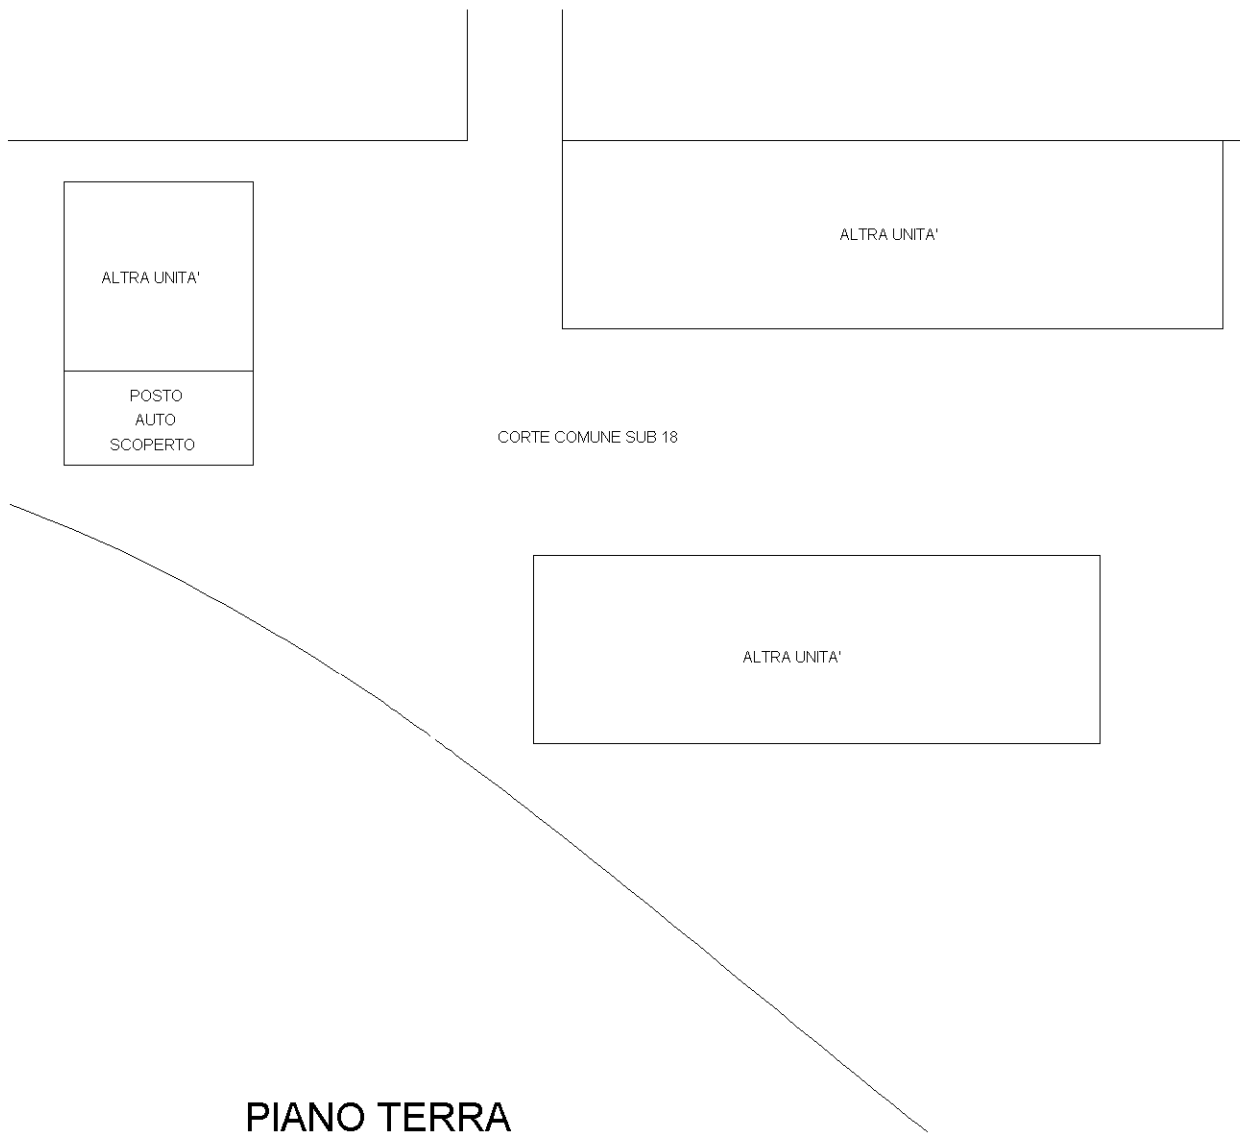 ALTRA UNITA'
ALTRA UNITA'
POSTO
AUTO
SCOPERTO
CORTE COMUNE SUB 18
ALTRA UNITA'
PIANO TERRA